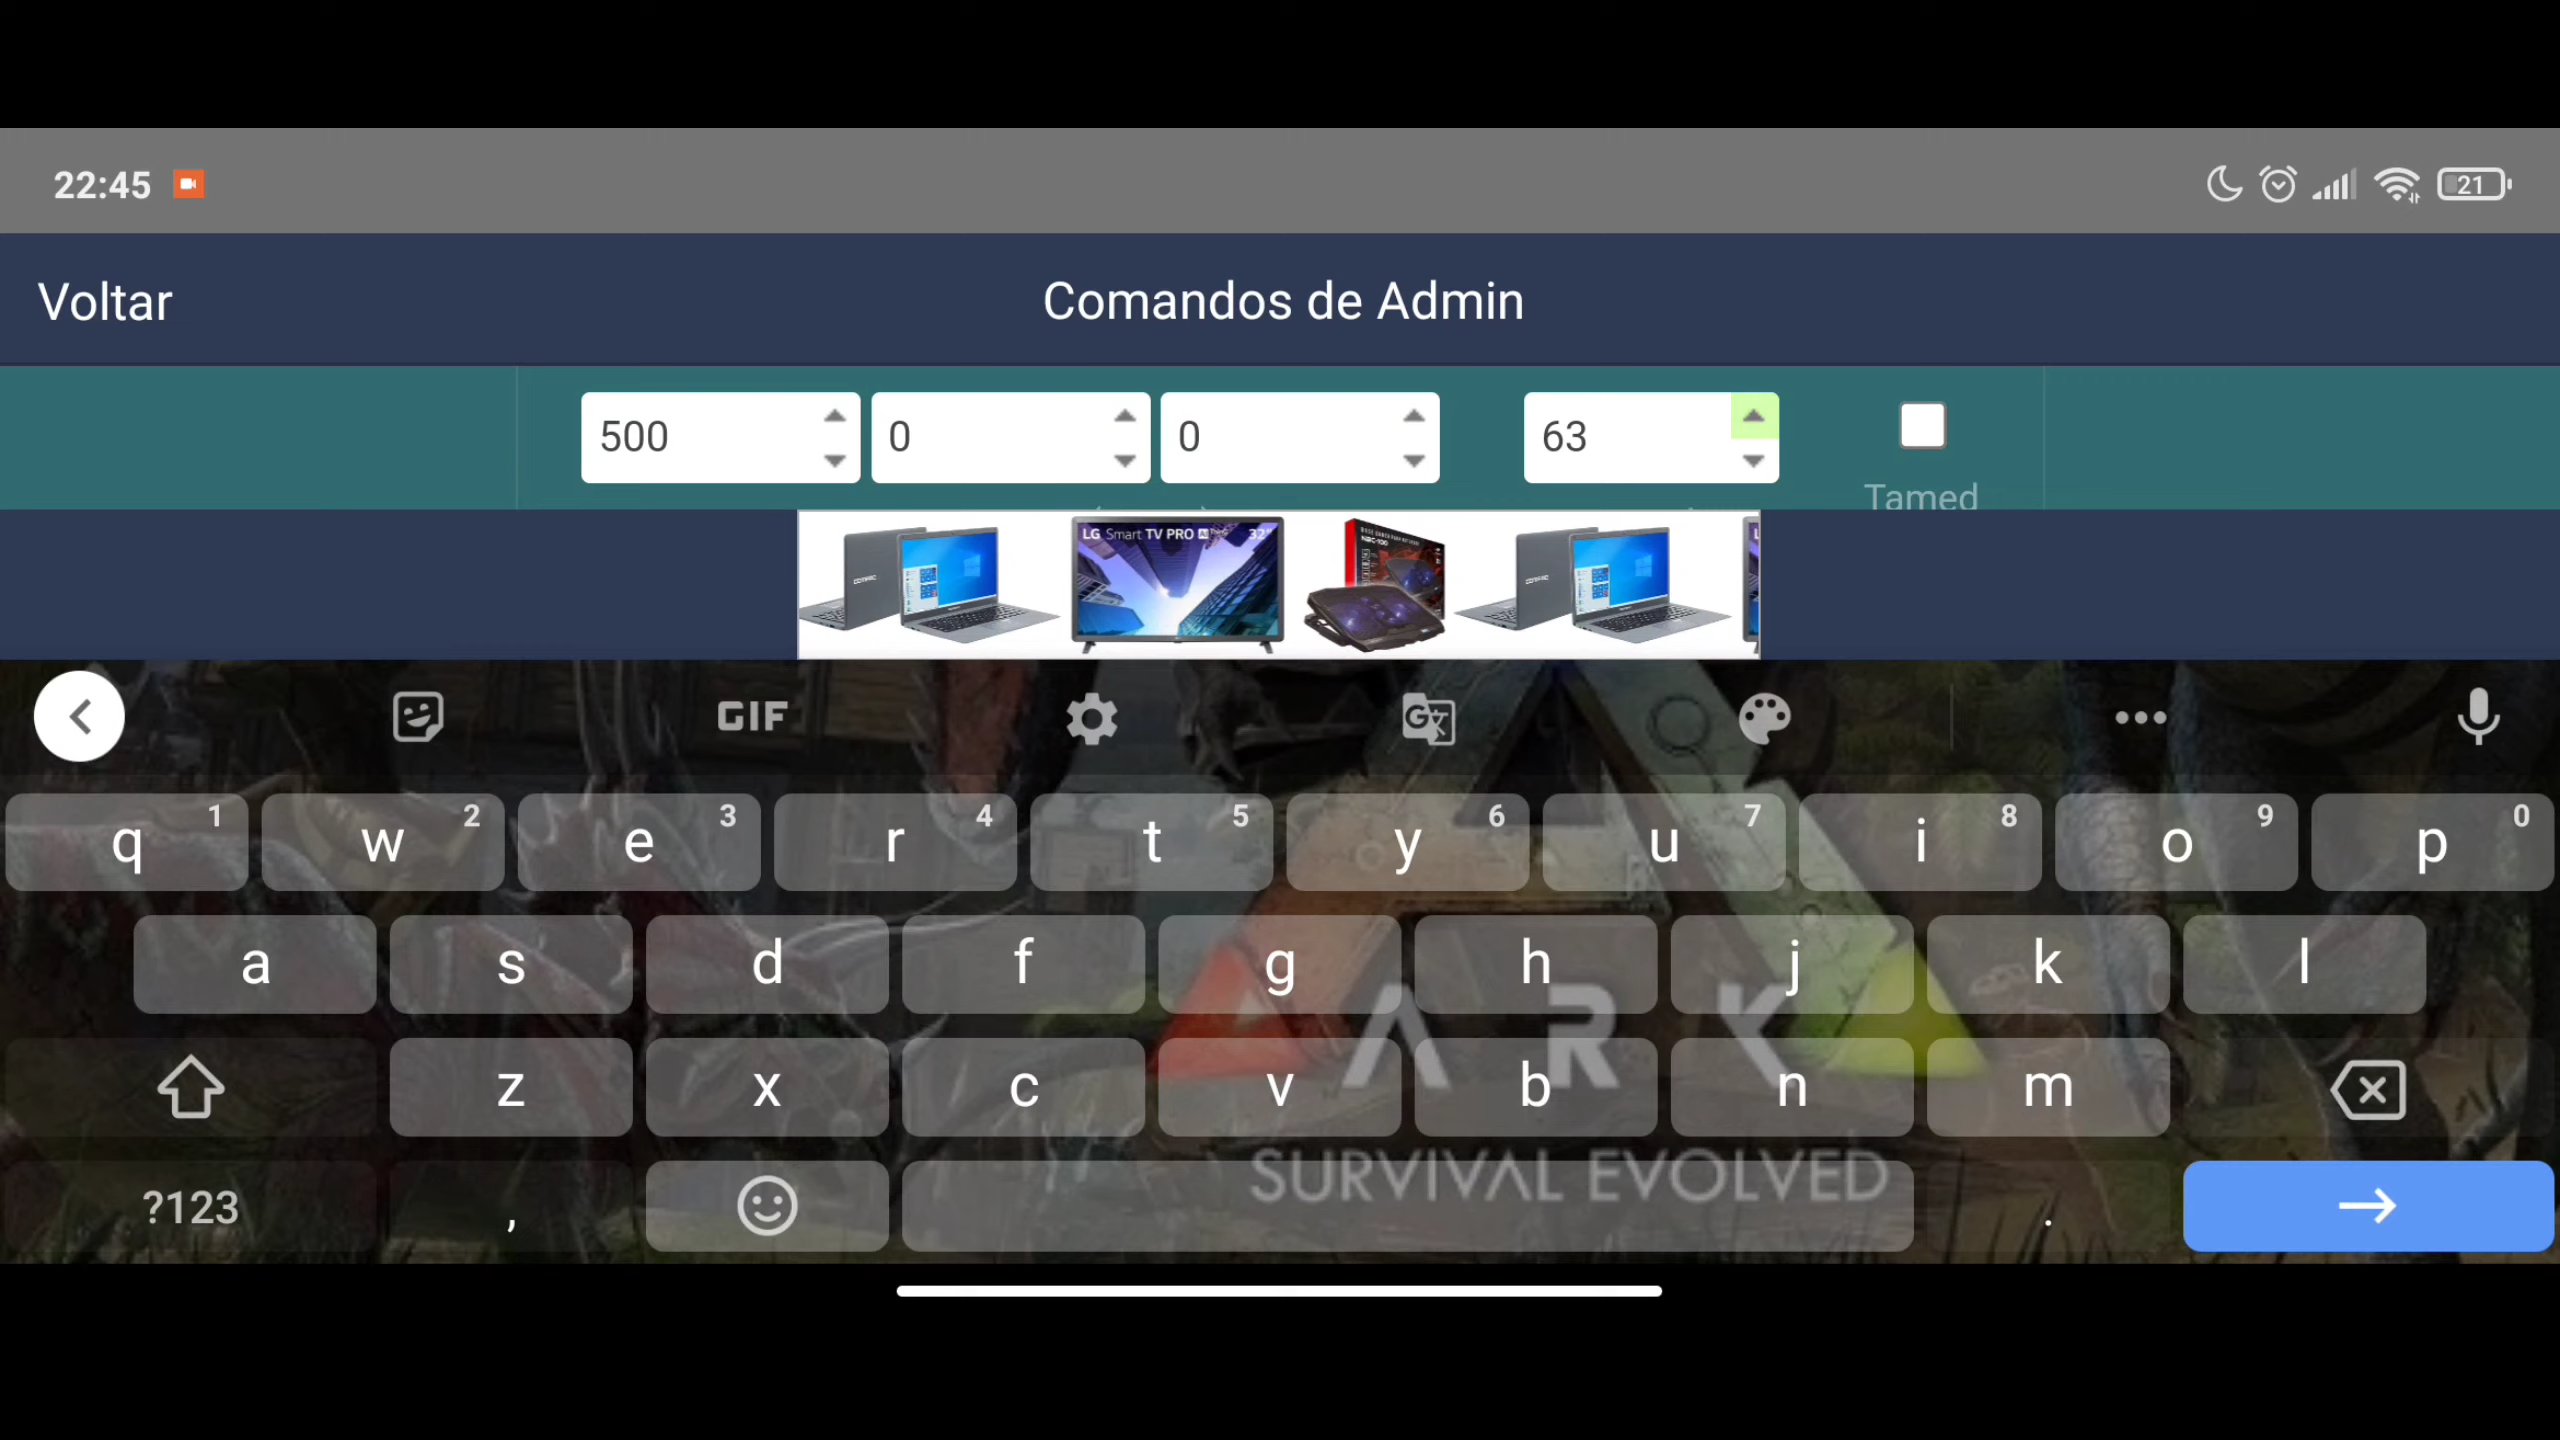 22:45 21
Voltar Comandos de Admin
500 0 0 63
Tamed
LG Smart TV PRO 32"
GIF
q 1 w 2 e 3 r 4 t 5 y 6 u 7 i 8 o 9 p 0
a s d f g h j k l
ARK
z x c v b n m
SURVIVAL EVOLVED
?123 , .